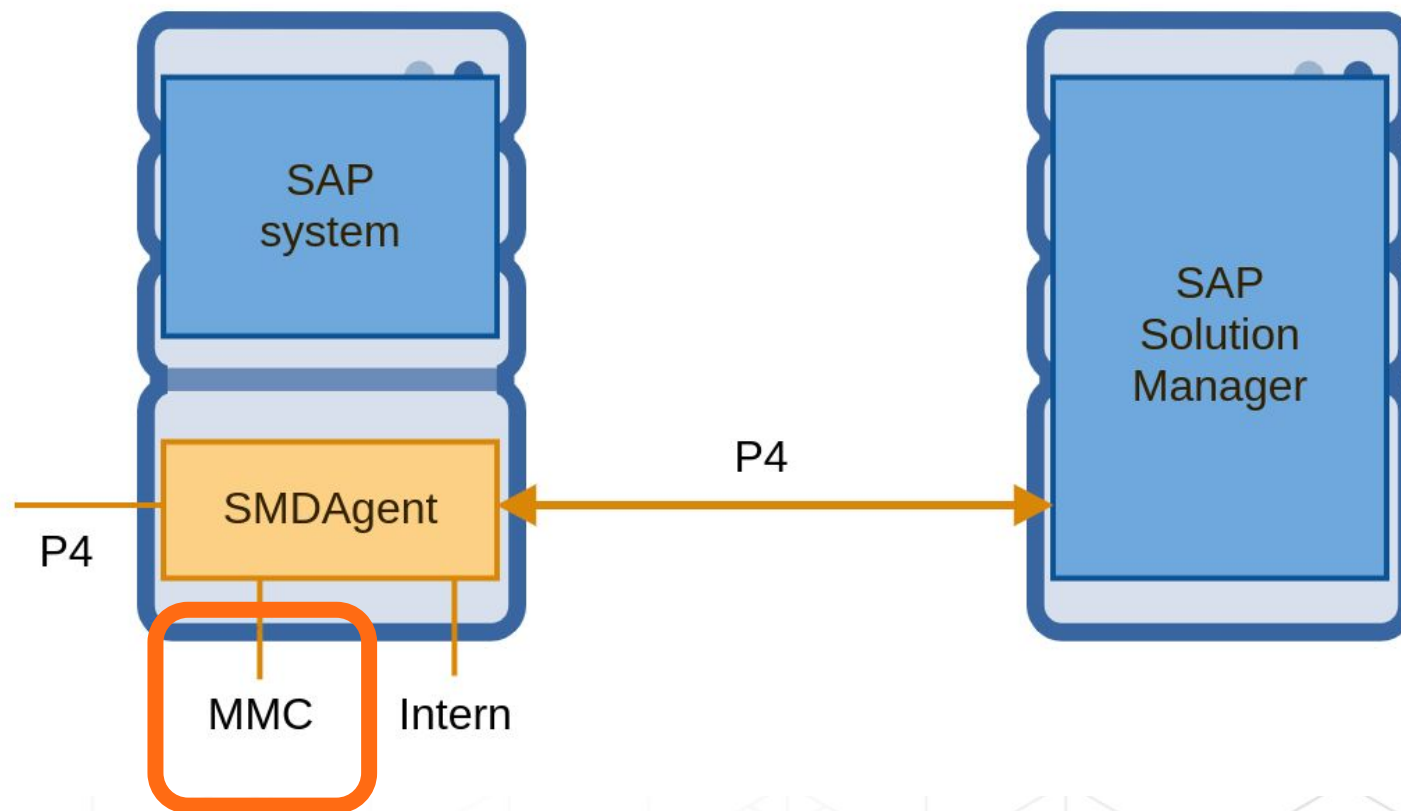 SAP
system
SAP
Solution
Manager
P4
SMDAgent
P4
MMC
Intern